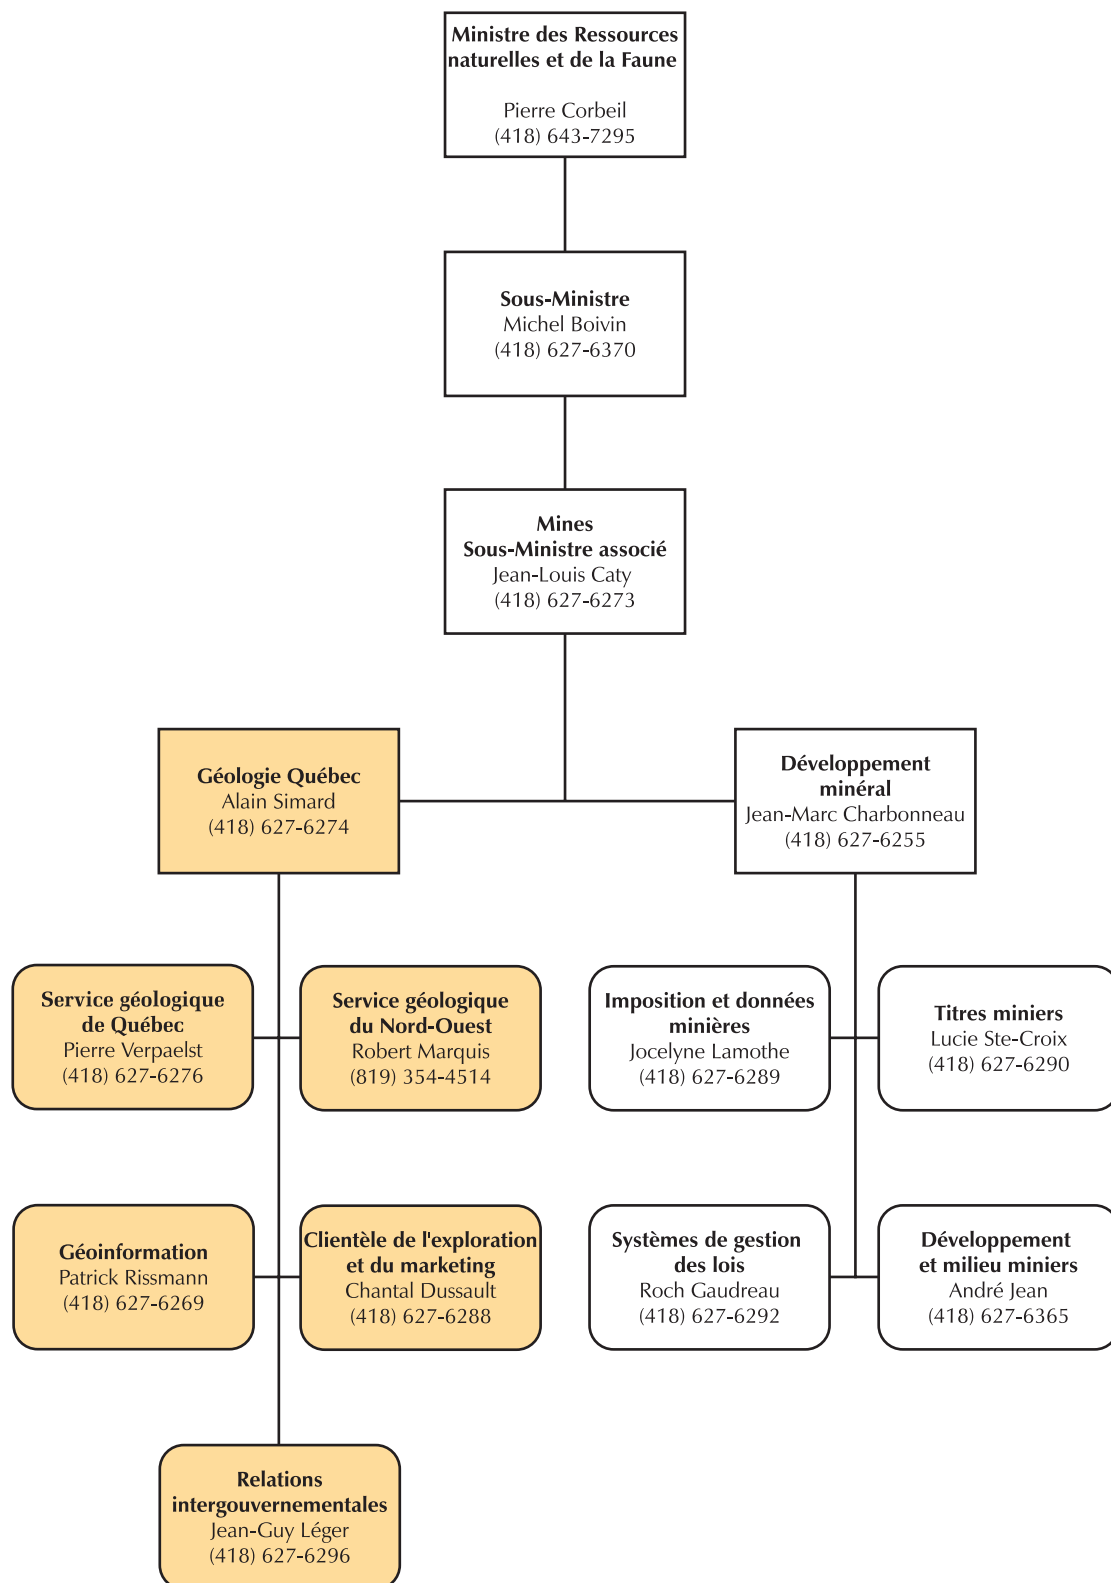 Ministre des Ressources
naturelles et de la Faune
Pierre Corbeil
(418) 643-7295
Sous-Ministre
Michel Boivin
(418) 627-6370
Mines
Sous-Ministre associé
Jean-Louis Caty
(418) 627-6273
Géologie Québec
Alain Simard
(418) 627-6274
Développement
minéral
Jean-Marc Charbonneau
(418) 627-6255
Service géologique
de Québec
Pierre Verpaelst
(418) 627-6276
Service géologique
du Nord-Ouest
Robert Marquis
(819) 354-4514
Imposition et données
minières
Jocelyne Lamothe
(418) 627-6289
Titres miniers
Lucie Ste-Croix
(418) 627-6290
Géoinformation
Patrick Rissmann
(418) 627-6269
Clientèle de l'exploration
et du marketing
Chantal Dussault
(418) 627-6288
Systèmes de gestion
des lois
Roch Gaudreau
(418) 627-6292
Développement
et milieu miniers
André Jean
(418) 627-6365
Relations
intergouvernementales
Jean-Guy Léger
(418) 627-6296